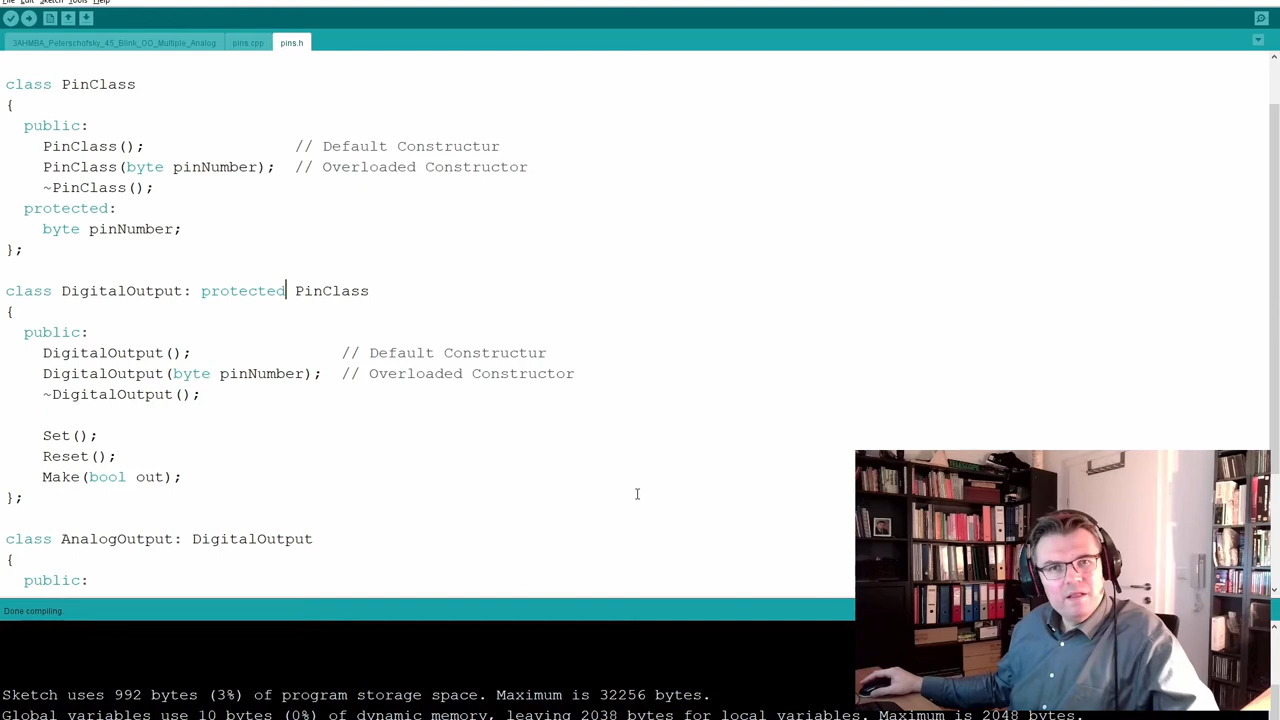 File Edit Sketch Tools Help
3AHMBA_Peterschofsky_45_Blink_OO_Multiple_Analog pins.cpp pins.h
class PinClass
{
public:
PinClass(); // Default Constructur
PinClass(byte pinNumber); // Overloaded Constructor
~PinClass();
protected:
byte pinNumber;
};
class DigitalOutput: protected PinClass
{
public:
DigitalOutput(); // Default Constructur
DigitalOutput(byte pinNumber); // Overloaded Constructor
~DigitalOutput();
Set();
Reset();
Make(bool out);
};
class AnalogOutput: DigitalOutput
{
public:
Done compiling.
Sketch uses 992 bytes (3%) of program storage space. Maximum is 32256 bytes.
Global variables use 10 bytes (0%) of dynamic memory, leaving 2038 bytes for local variables. Maximum is 2048 bytes.